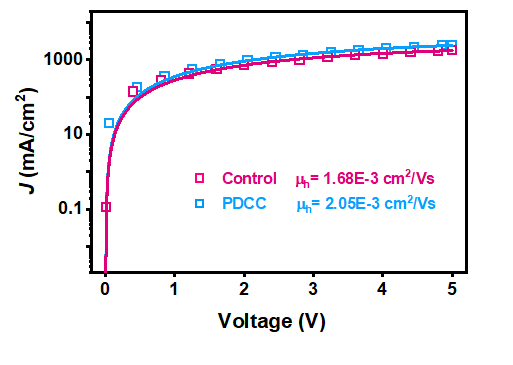 1000
10
0.1
J (mA/cm²)
Control μₕ= 1.68E-3 cm²/Vs
PDCC μₕ= 2.05E-3 cm²/Vs
0 1 2 3 4 5
Voltage (V)